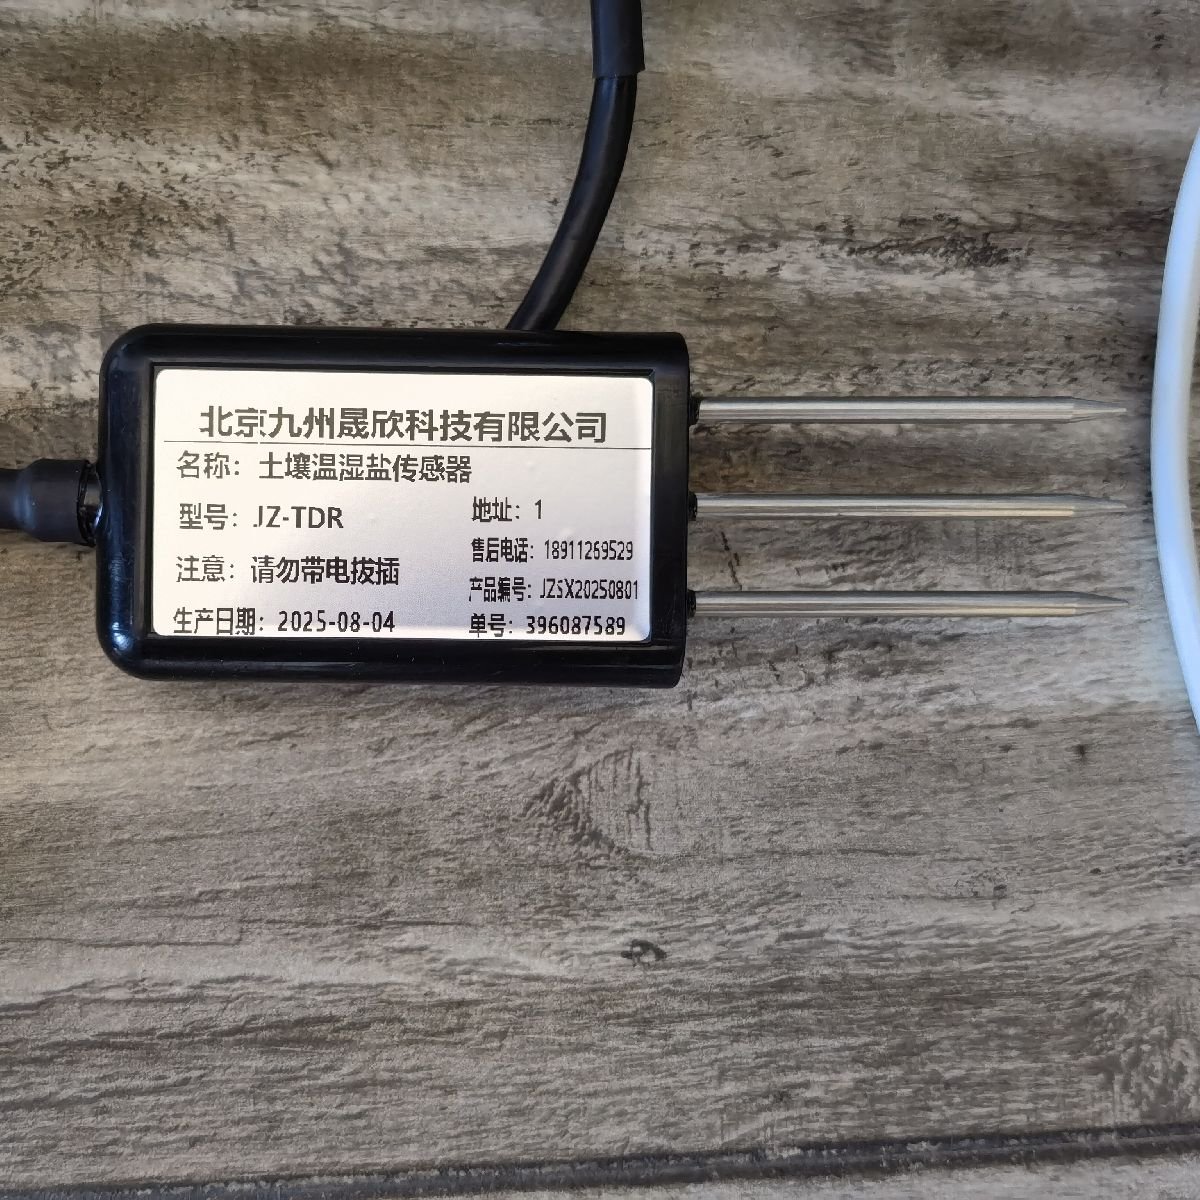 北京九州晟欣科技有限公司
名称：土壤温湿盐传感器
型号：JZ-TDR
地址：1
注意：请勿带电拔插
售后电话：18911269529
产品编号：JZSX20250801
生产日期：2025-08-04
单号：396087589